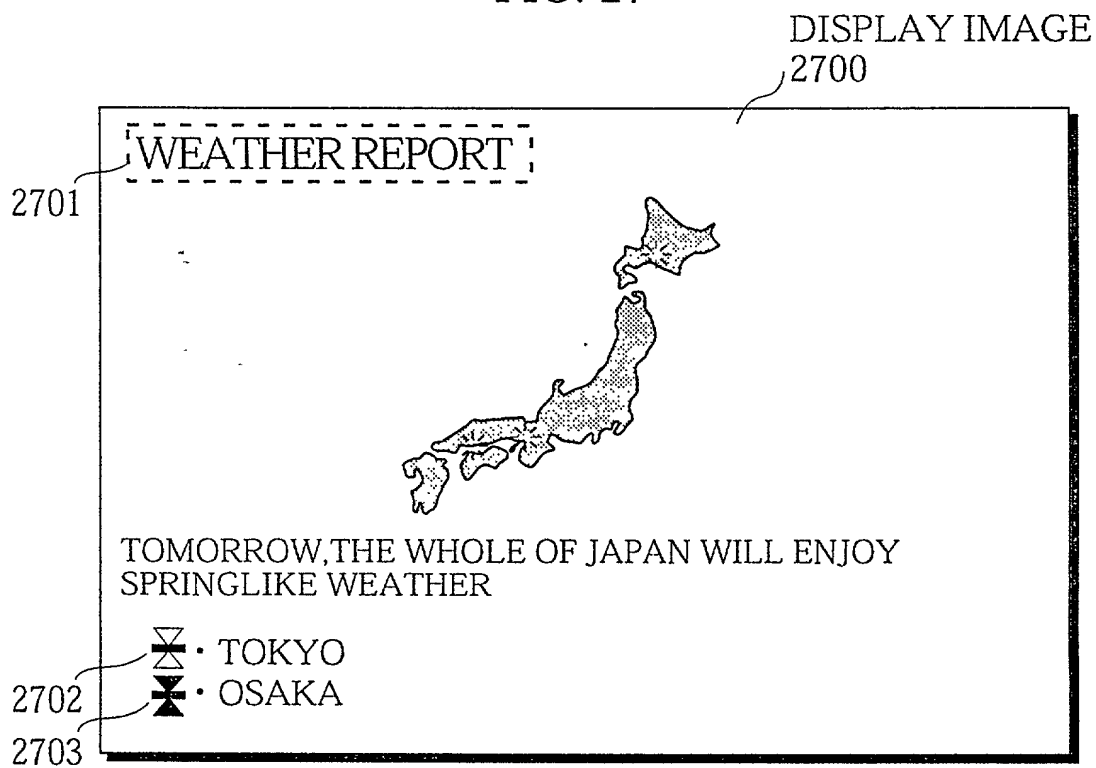 DISPLAY IMAGE
2700
WEATHER REPORT
2701
TOMORROW,THE WHOLE OF JAPAN WILL ENJOY
SPRINGLIKE WEATHER
・TOKYO
2702
・OSAKA
2703